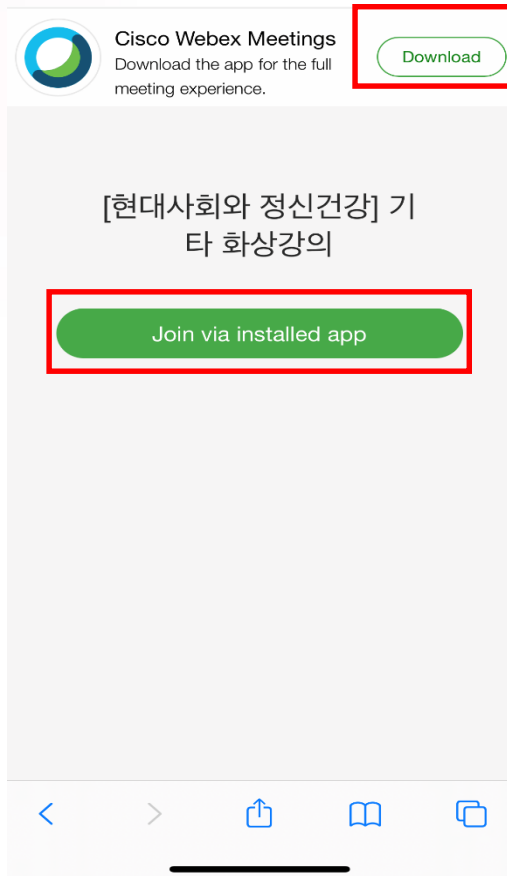 Cisco Webex Meetings
Download the app for the full
meeting experience.
Download
[현대사회와 정신건강] 기
타 화상강의
Join via installed app